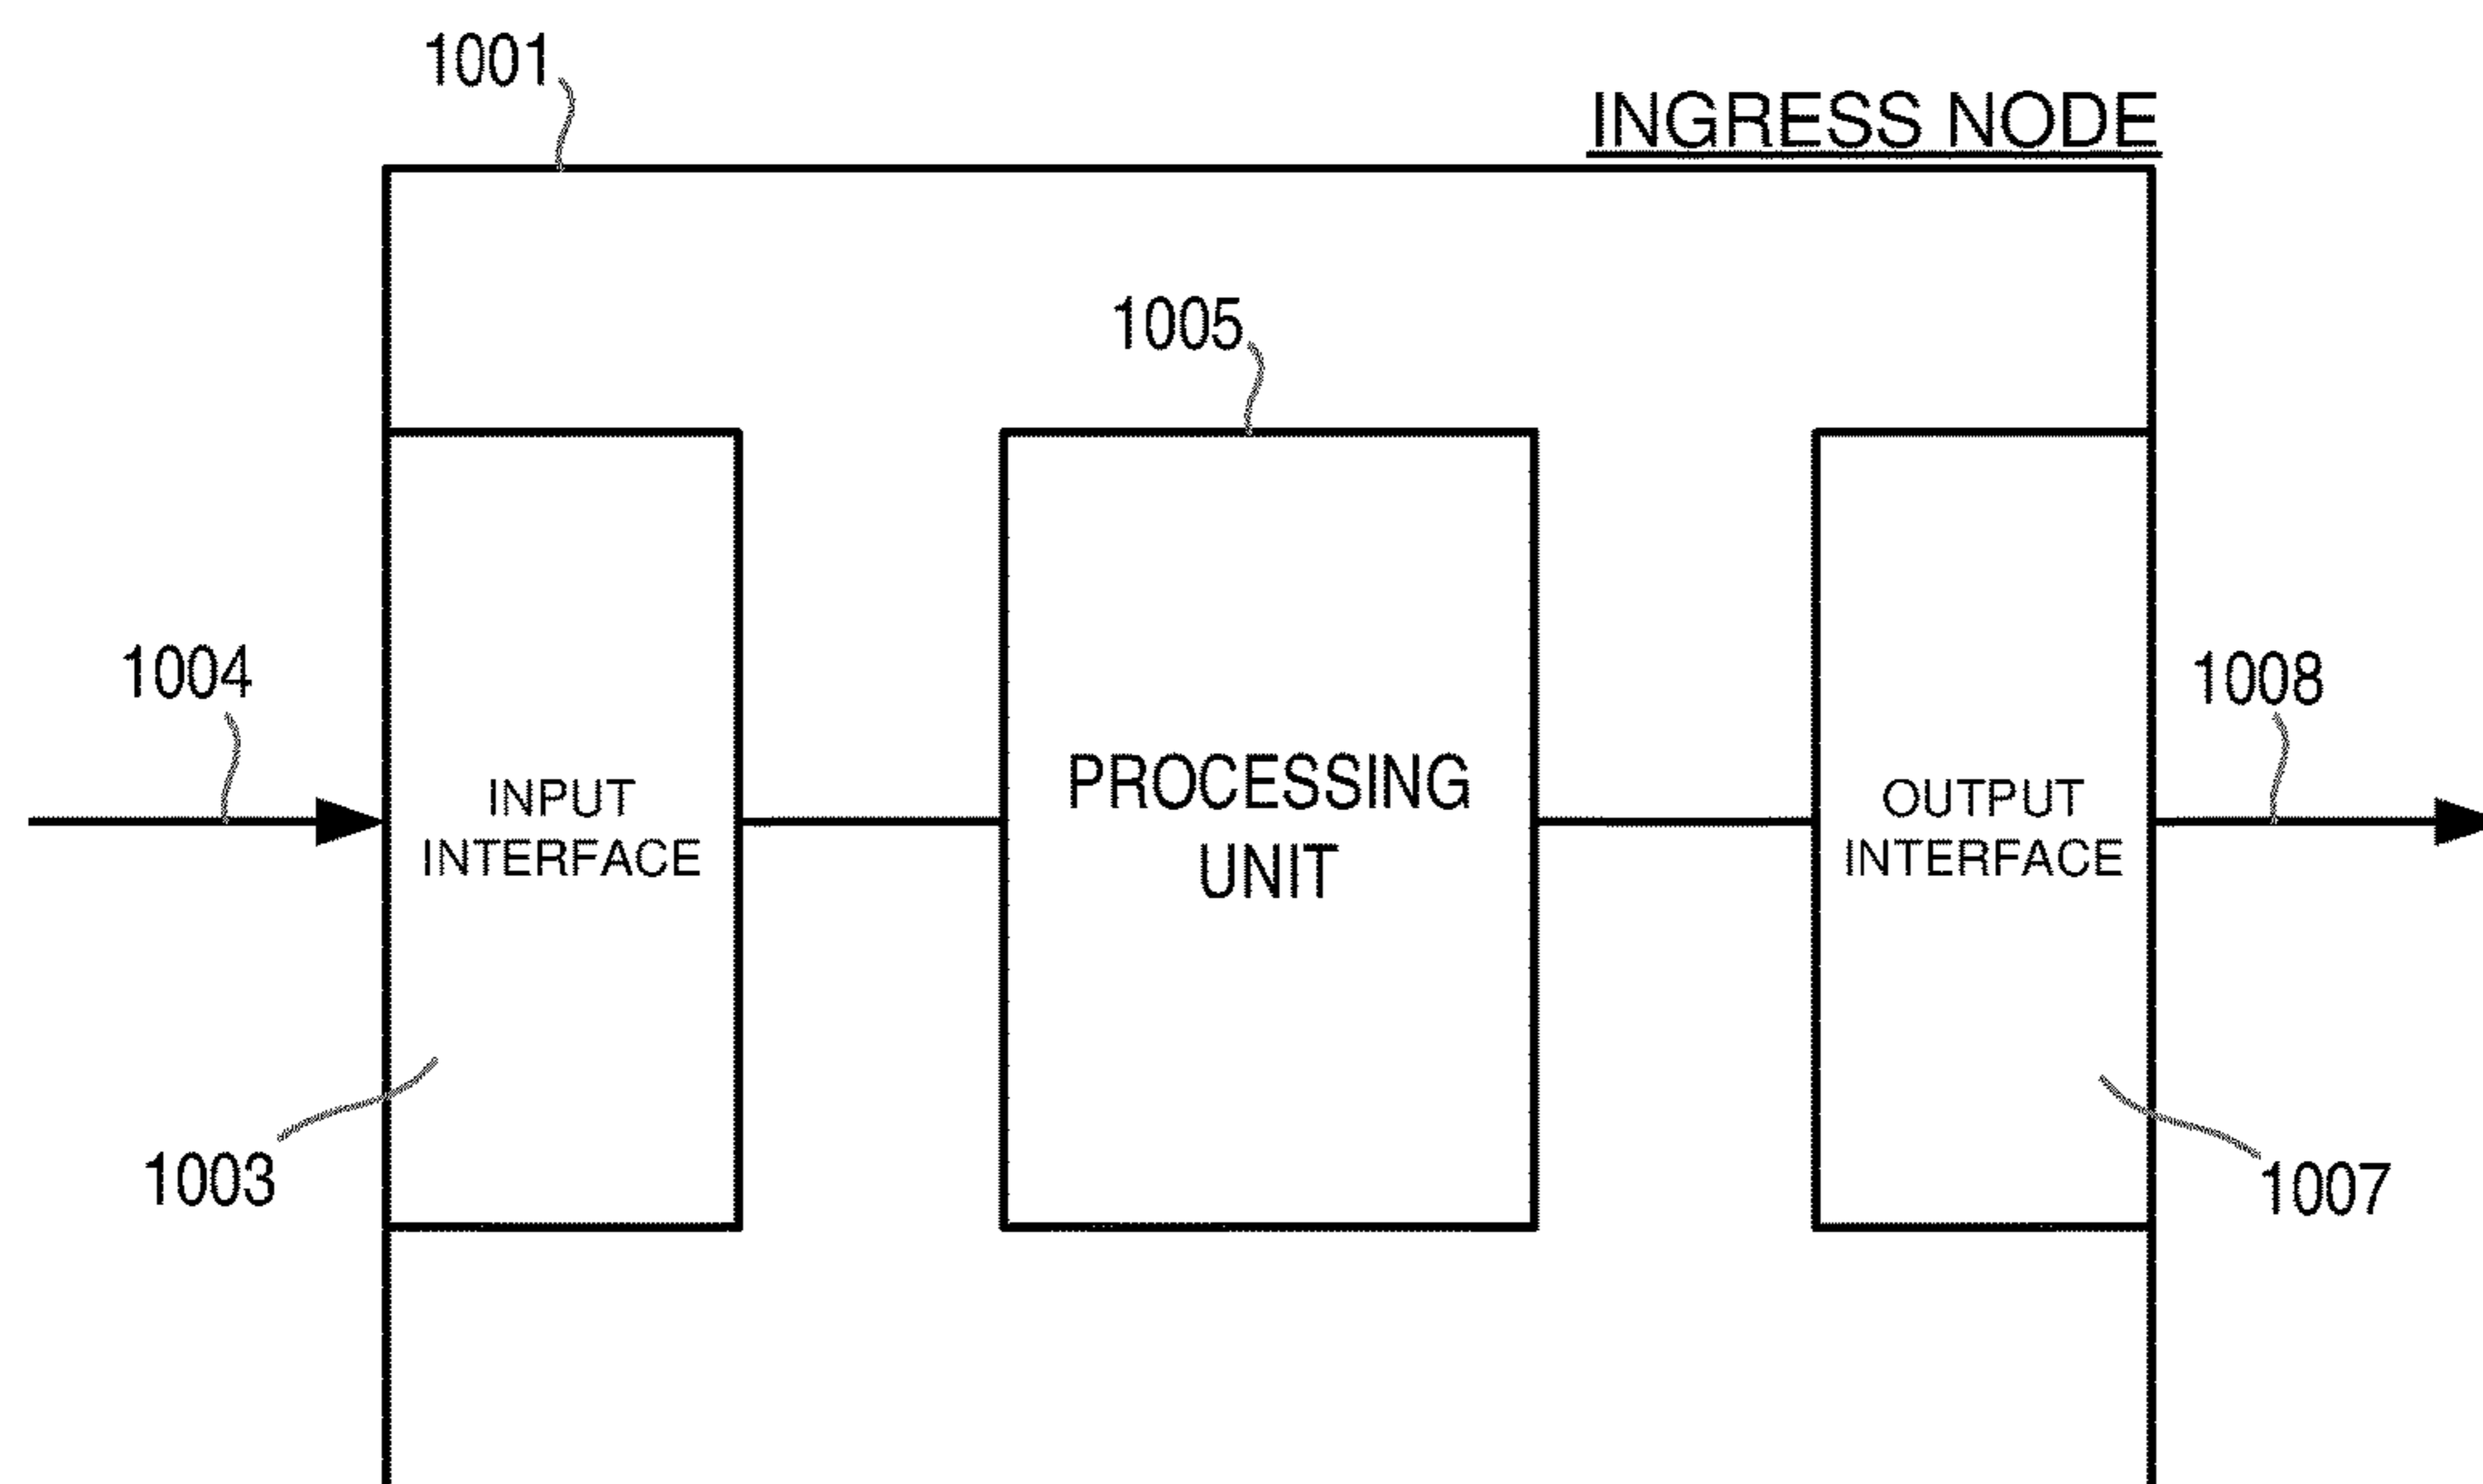 1001
INGRESS NODE
1005
1004
1008
INPUT
INTERFACE
PROCESSING
UNIT
OUTPUT
INTERFACE
1003
1007